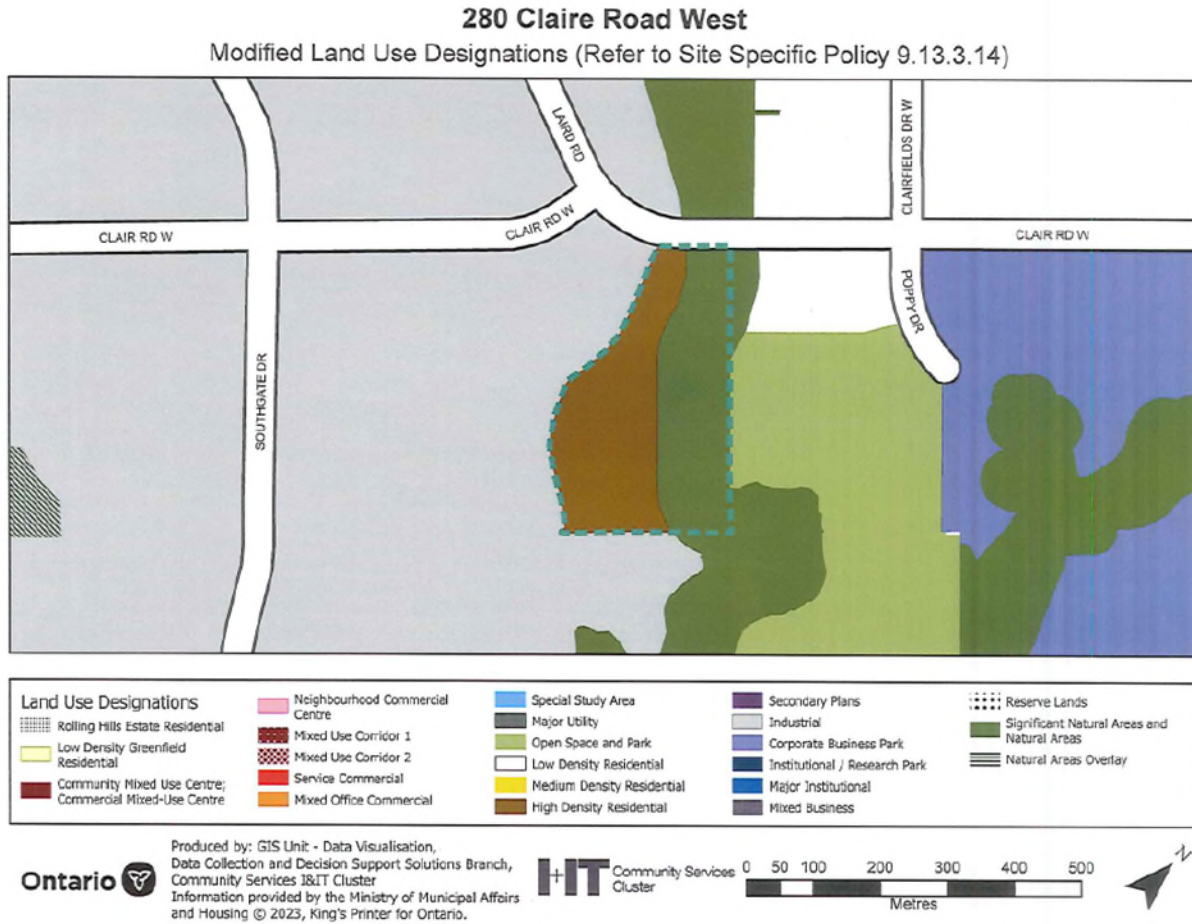 280 Claire Road West
Modified Land Use Designations (Refer to Site Specific Policy 9.13.3.14)
LAIRD RD
CLAIRFIELDS DR W
CLAIR RD W
CLAIR RD W
CLAIR RD W
POPPY DR
SOUTHGATE DR
Land Use Designations
Rolling Hills Estate Residential
Low Density Greenfield
Residential
Community Mixed Use Centre;
Commercial Mixed-Use Centre
Neighbourhood Commercial
Centre
Mixed Use Corridor 1
Mixed Use Corridor 2
Service Commercial
Mixed Office Commercial
Special Study Area
Major Utility
Open Space and Park
Low Density Residential
Medium Density Residential
High Density Residential
Secondary Plans
Industrial
Corporate Business Park
Institutional / Research Park
Major Institutional
Mixed Business
Reserve Lands
Significant Natural Areas and
Natural Areas
Natural Areas Overlay
Ontario
Produced by: GIS Unit - Data Visualisation,
Data Collection and Decision Support Solutions Branch,
Community Services I&IT Cluster
Information provided by the Ministry of Municipal Affairs
and Housing © 2023, King's Printer for Ontario.
I+IT Community Services
Cluster
0 50 100 200 300 400 500
Metres
N